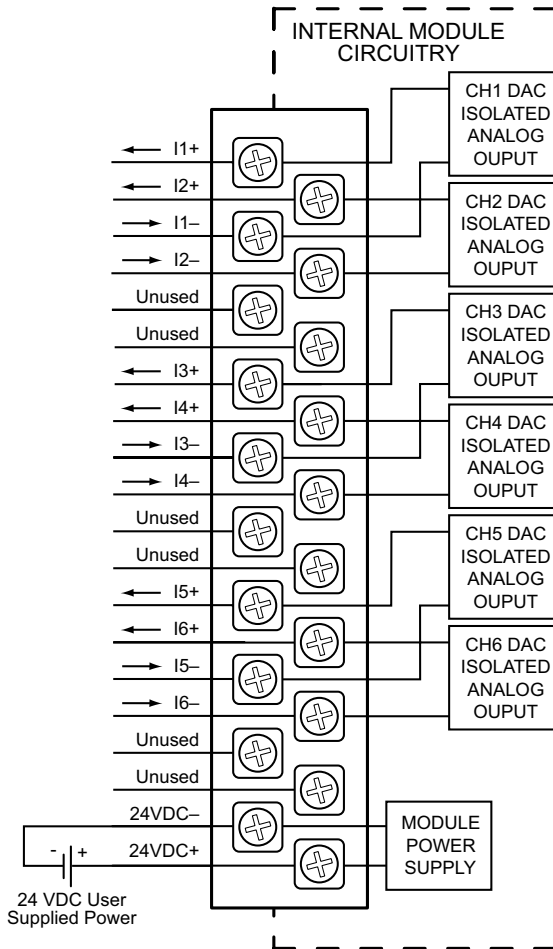 INTERNAL MODULE
CIRCUITRY
CH1 DAC
ISOLATED
ANALOG
OUPUT
I1+
I2+
CH2 DAC
ISOLATED
ANALOG
OUPUT
I1–
I2–
Unused
CH3 DAC
ISOLATED
ANALOG
OUPUT
Unused
I3+
I4+
CH4 DAC
ISOLATED
ANALOG
OUPUT
I3–
I4–
Unused
CH5 DAC
ISOLATED
ANALOG
OUPUT
Unused
I5+
I6+
CH6 DAC
ISOLATED
ANALOG
OUPUT
I5–
I6–
Unused
Unused
24VDC–
24VDC+
MODULE
POWER
SUPPLY
- +
24 VDC User
Supplied Power